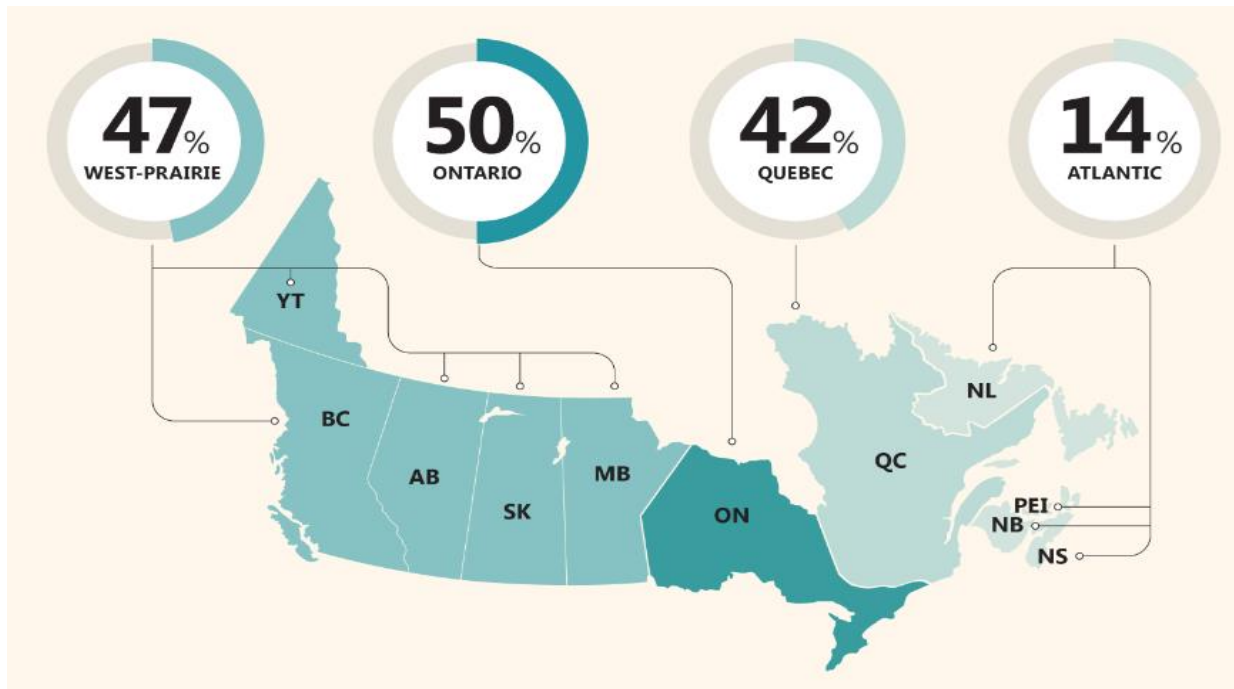 47%
WEST-PRAIRIE
50%
ONTARIO
42%
QUEBEC
14%
ATLANTIC
YT
BC
AB
SK
MB
ON
QC
NL
PEI
NB
NS